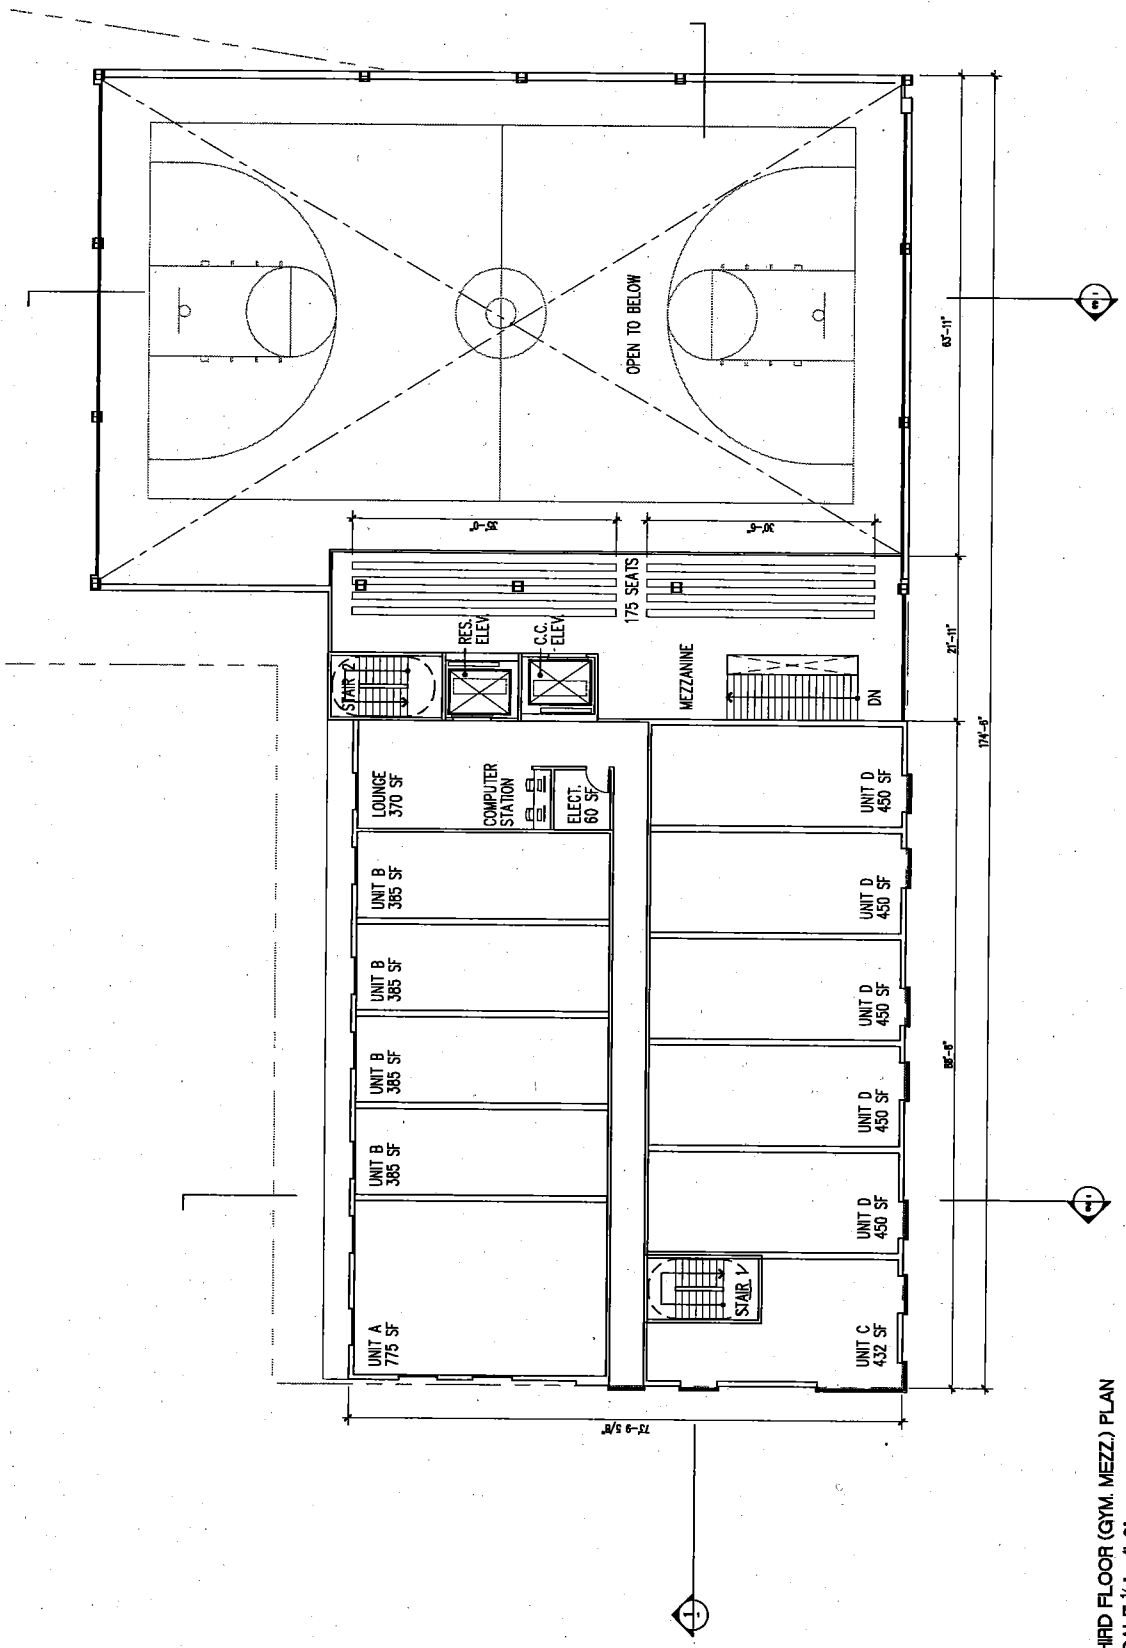 OPEN TO BELOW
63'-11"
35'-0"
30'-6"
175 SEATS
RES.
ELEV.
C.C.
ELEV.
21'-11"
STAIR 2
MEZZANINE
DN
174'-6"
LOUNGE
370 SF
COMPUTER
STATION
ELECT.
60 SF
UNIT D
450 SF
UNIT B
385 SF
UNIT D
450 SF
UNIT B
385 SF
UNIT D
450 SF
UNIT B
385 SF
UNIT D
450 SF
UNIT B
385 SF
UNIT D
450 SF
88'-8"
UNIT A
775 SF
STAIR 1
UNIT C
432 SF
73'-9 5/8"
1
HIRD FLOOR (GYM. MEZZ.) PLAN